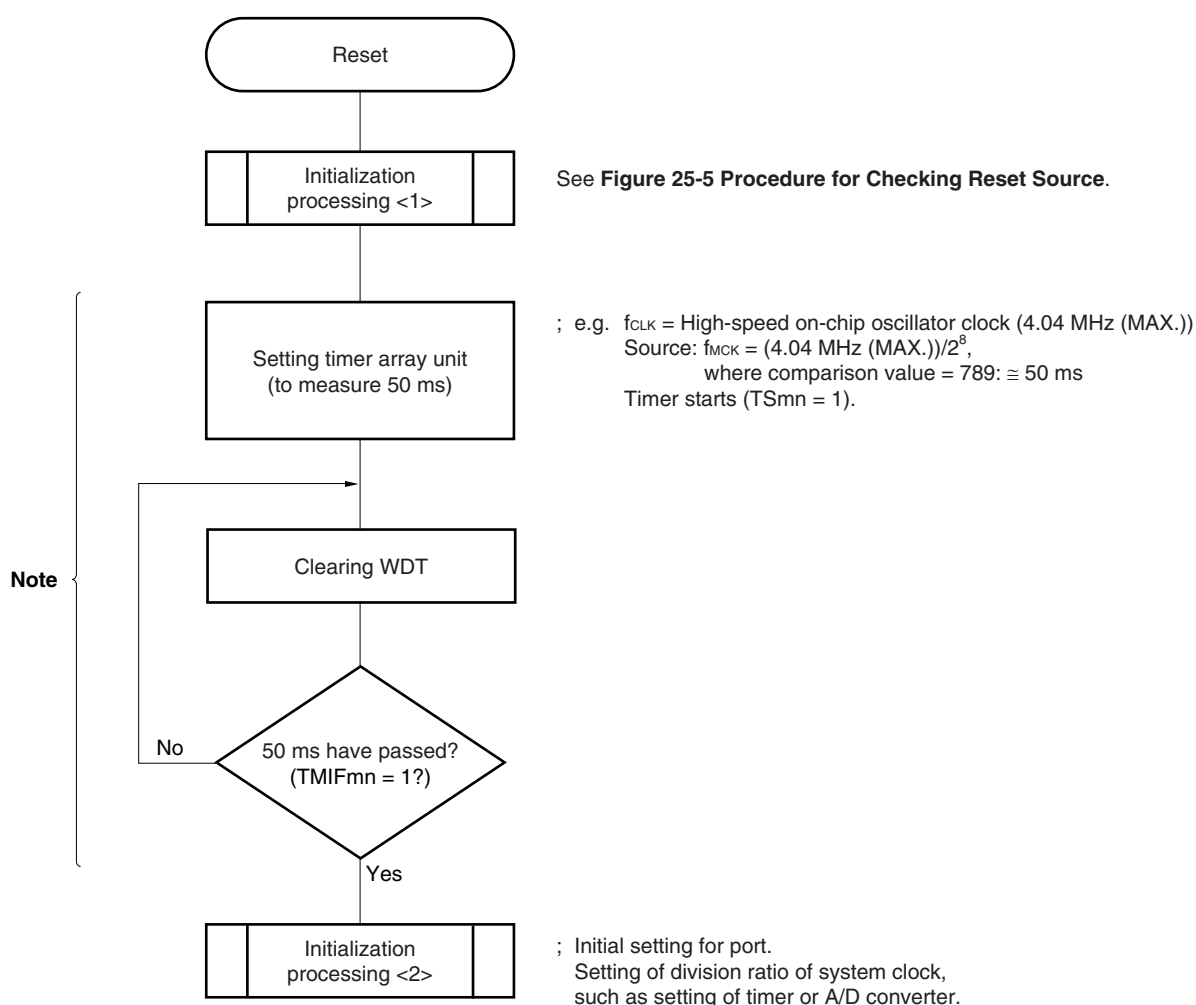 Reset
Initialization
processing <1>
See Figure 25-5 Procedure for Checking Reset Source.
Setting timer array unit
(to measure 50 ms)
; e.g. fCLK = High-speed on-chip oscillator clock (4.04 MHz (MAX.))
Source: fMCK = (4.04 MHz (MAX.))/2⁸,
where comparison value = 789: ≅ 50 ms
Timer starts (TSmn = 1).
Note
Clearing WDT
No
50 ms have passed?
(TMIFmn = 1?)
Yes
Initialization
processing <2>
; Initial setting for port.
Setting of division ratio of system clock,
such as setting of timer or A/D converter.